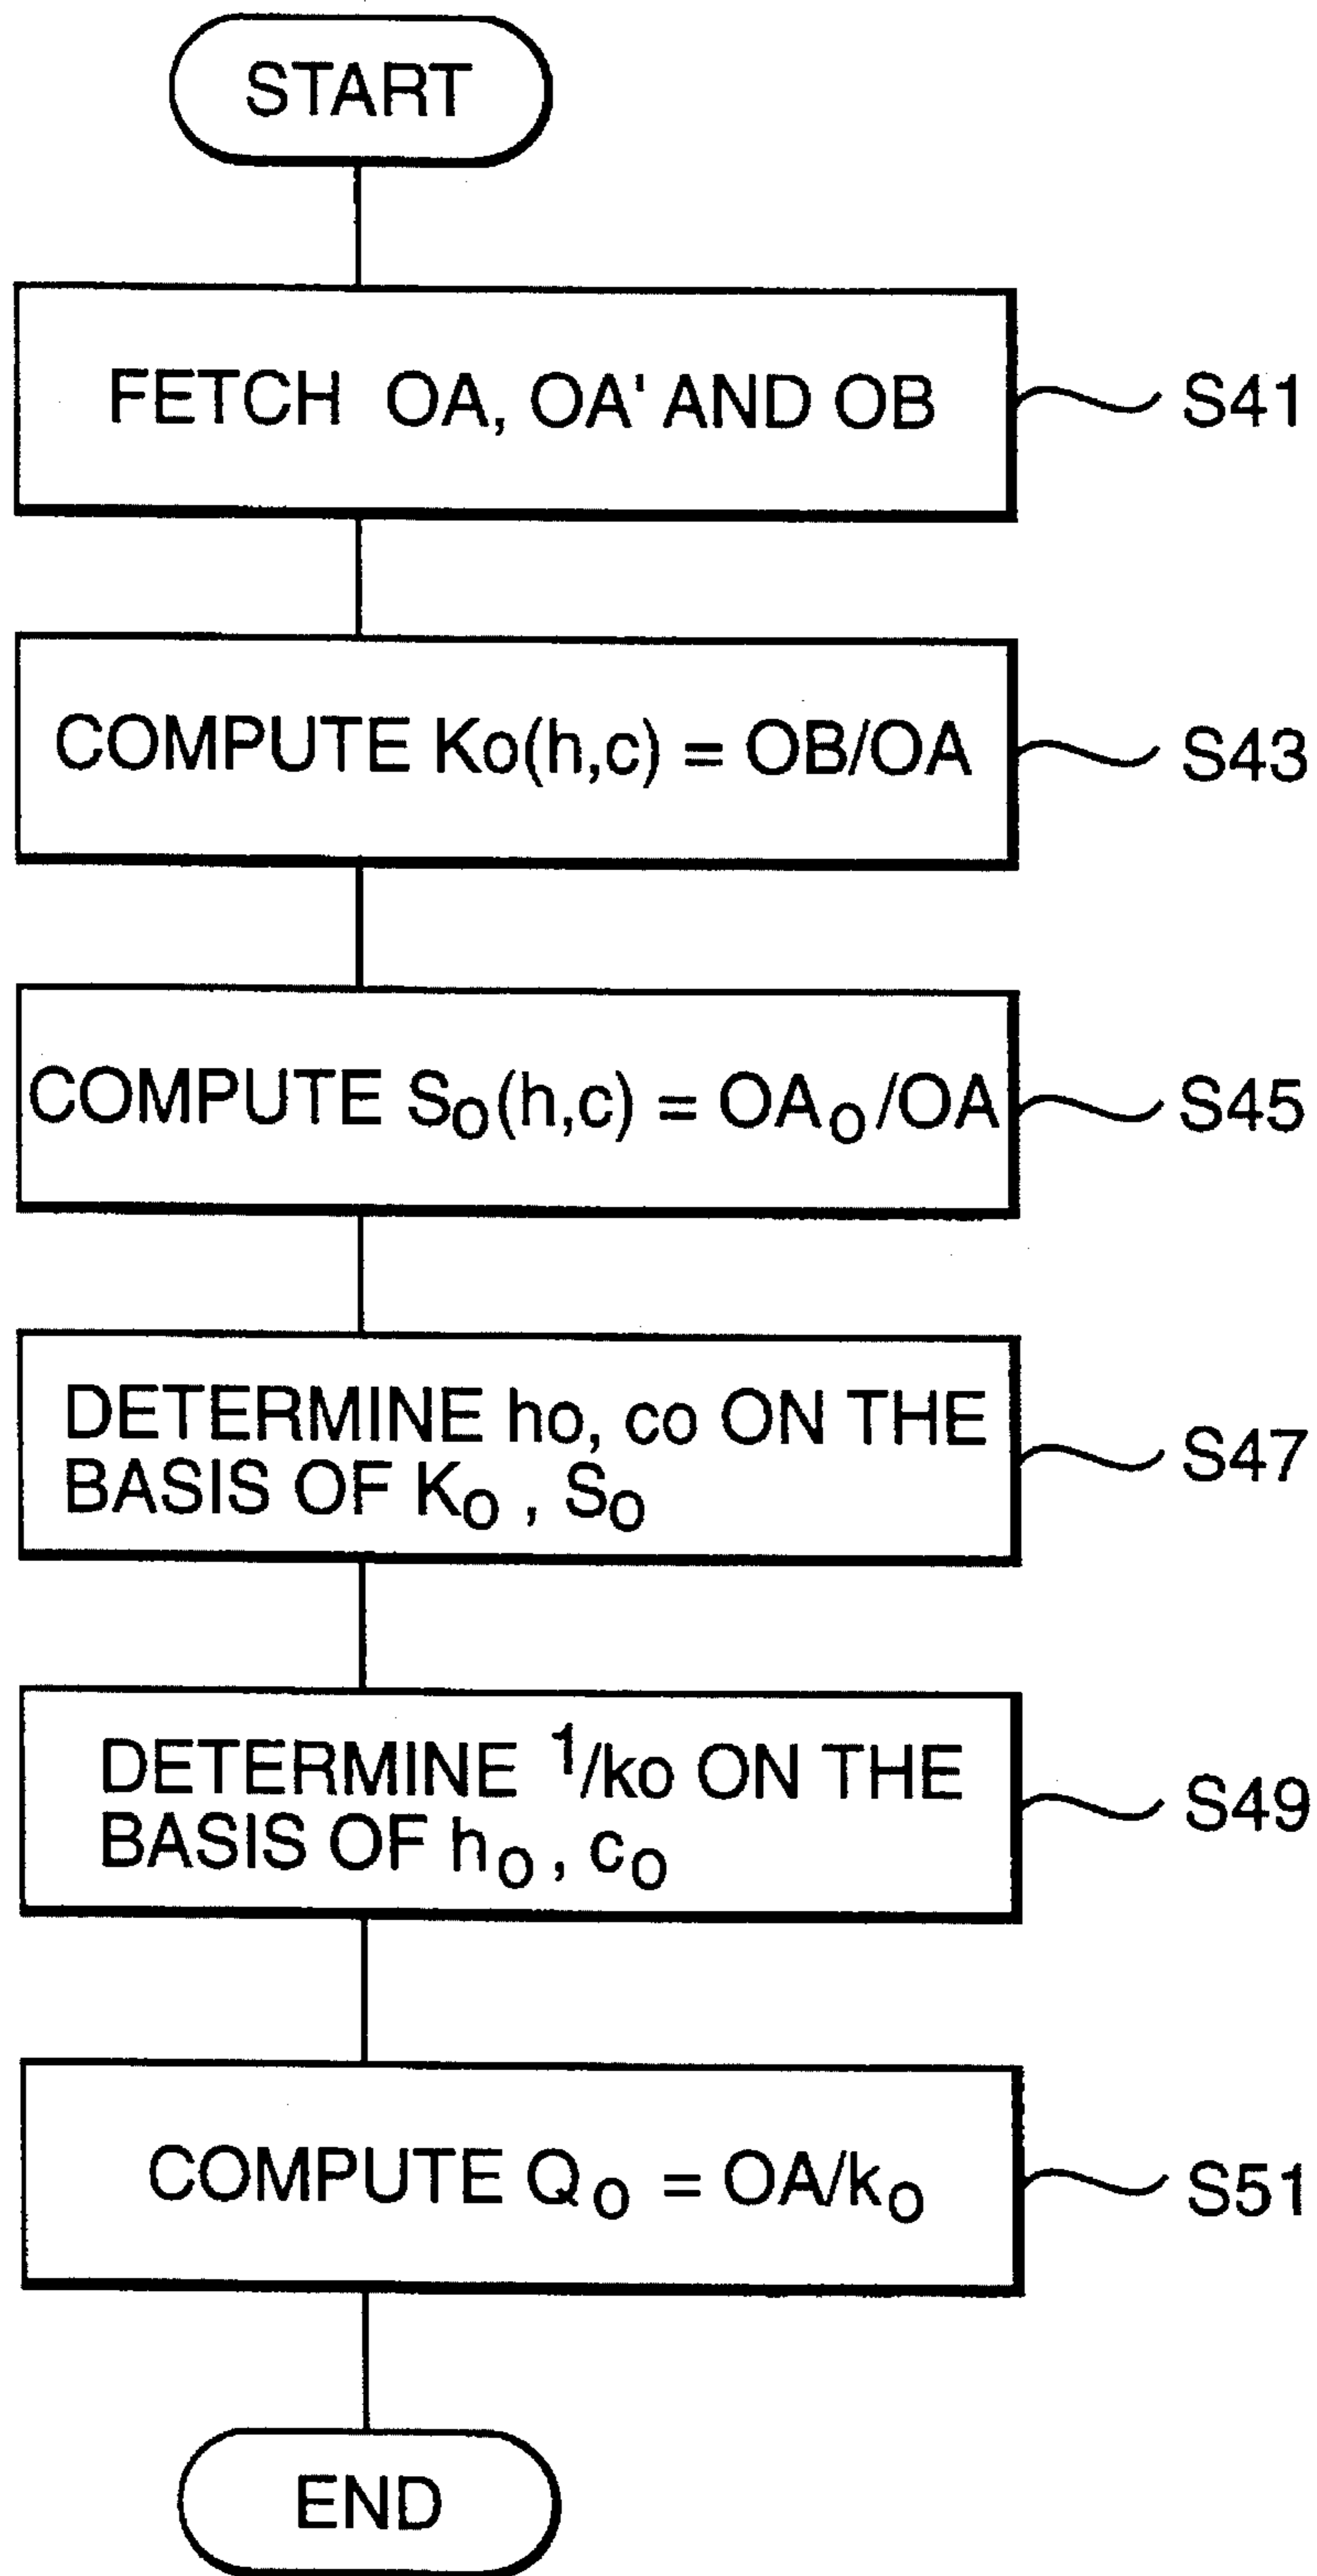 START
FETCH OA, OA' AND OB
S41
COMPUTE Ko(h,c) = OB/OA
S43
COMPUTE So(h,c) = OAo/OA
S45
DETERMINE ho, co ON THE
BASIS OF Ko, So
S47
DETERMINE 1/ko ON THE
BASIS OF ho, co
S49
COMPUTE Qo = OA/ko
S51
END